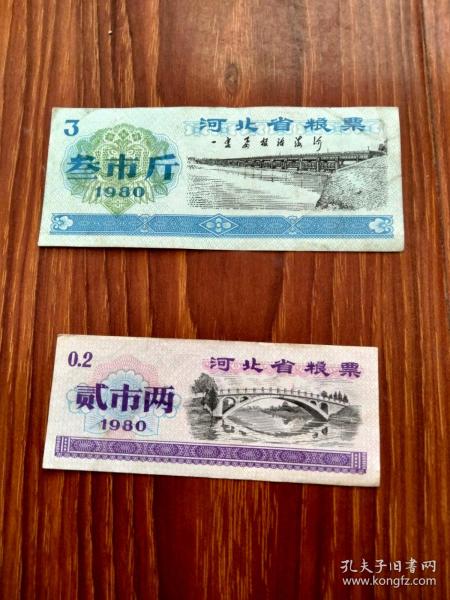 3
河北省粮票
一定要根治海河
叁市斤
1980
0.2
河北省粮票
贰市两
1980
孔夫子旧书网
www.kongfz.com